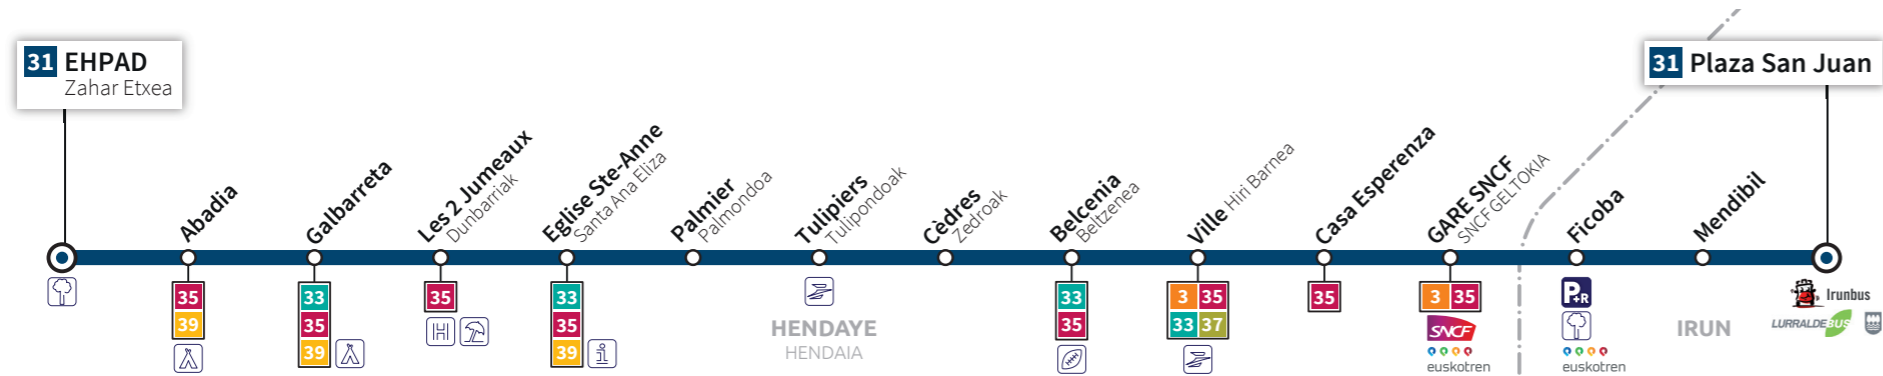 31 EHPAD
Zahar Etxea
31 Plaza San Juan
Abadia
Galbarreta
Les 2 Jumeaux
Dunbarriak
Eglise Ste-Anne
Santa Ana Eliza
Palmier
Palmondoa
Tulipiers
Tulipondoak
Cèdres
Zedroak
Belcenia
Beltzenea
Ville Hiri Barnea
Casa Esperenza
GARE SNCF
SNCF GELTOKIA
Ficoba
Mendibil
35
39
33
35
39
35
H
33
35
39
i
HENDAYE
HENDAIA
33
35
3 35
33 37
35
3 35
SNCF
euskotren
P+R
euskotren
IRUN
Irunbus
LURRALDEBUS